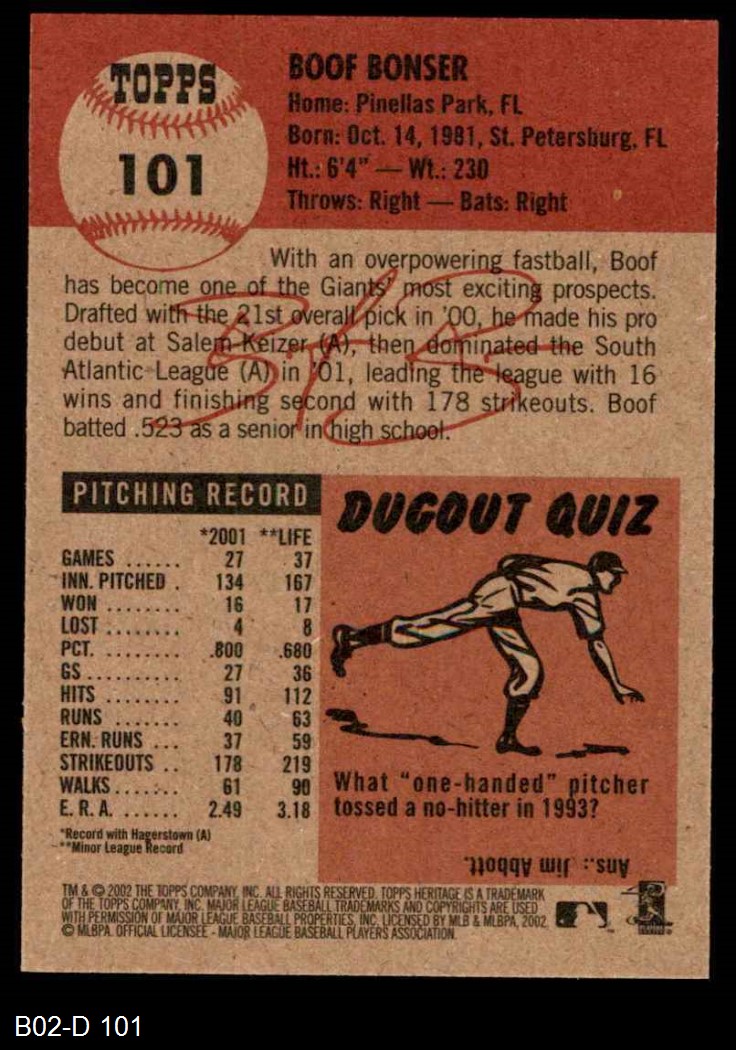 TOPPS
101
BOOF BONSER
Home: Pinellas Park, FL
Born: Oct. 14, 1981, St. Petersburg, FL
Ht.: 6'4" — Wt.: 230
Throws: Right — Bats: Right
With an overpowering fastball, Boof
has become one of the Giants' most exciting prospects.
Drafted with the 21st overall pick in '00, he made his pro
debut at Salem-Keizer (A), then dominated the South
Atlantic League (A) in '01, leading the league with 16
wins and finishing second with 178 strikeouts. Boof
batted .523 as a senior in high school.
PITCHING RECORD
*2001 **LIFE
GAMES ...... 27 37
INN. PITCHED . 134 167
WON ........ 16 17
LOST ........ 4 8
PCT. ........ .800 .680
GS .......... 27 36
HITS ........ 91 112
RUNS ....... 40 63
ERN. RUNS ... 37 59
STRIKEOUTS .. 178 219
WALKS ....... 61 90
E. R. A. ...... 2.49 3.18
*Record with Hagerstown (A)
**Minor League Record
DUGOUT QUIZ
What "one-handed" pitcher
tossed a no-hitter in 1993?
Ans.: Jim Abbott.
TM & © 2002 THE TOPPS COMPANY, INC. ALL RIGHTS RESERVED. TOPPS HERITAGE IS A TRADEMARK
OF THE TOPPS COMPANY, INC. MAJOR LEAGUE BASEBALL TRADEMARKS AND COPYRIGHTS ARE USED
WITH PERMISSION OF MAJOR LEAGUE BASEBALL PROPERTIES, INC. LICENSED BY MLB & MLBPA, 2002.
© MLBPA. OFFICIAL LICENSEE - MAJOR LEAGUE BASEBALL PLAYERS ASSOCIATION.
B02-D 101